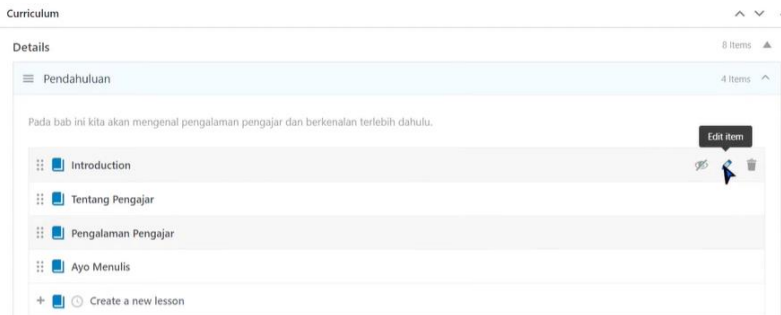 Curriculum
Details
8 Items
Pendahuluan
4 Items
Pada bab ini kita akan mengenal pengalaman pengajar dan berkenalan terlebih dahulu.
Edit item
Introduction
Tentang Pengajar
Pengalaman Pengajar
Ayo Menulis
Create a new lesson